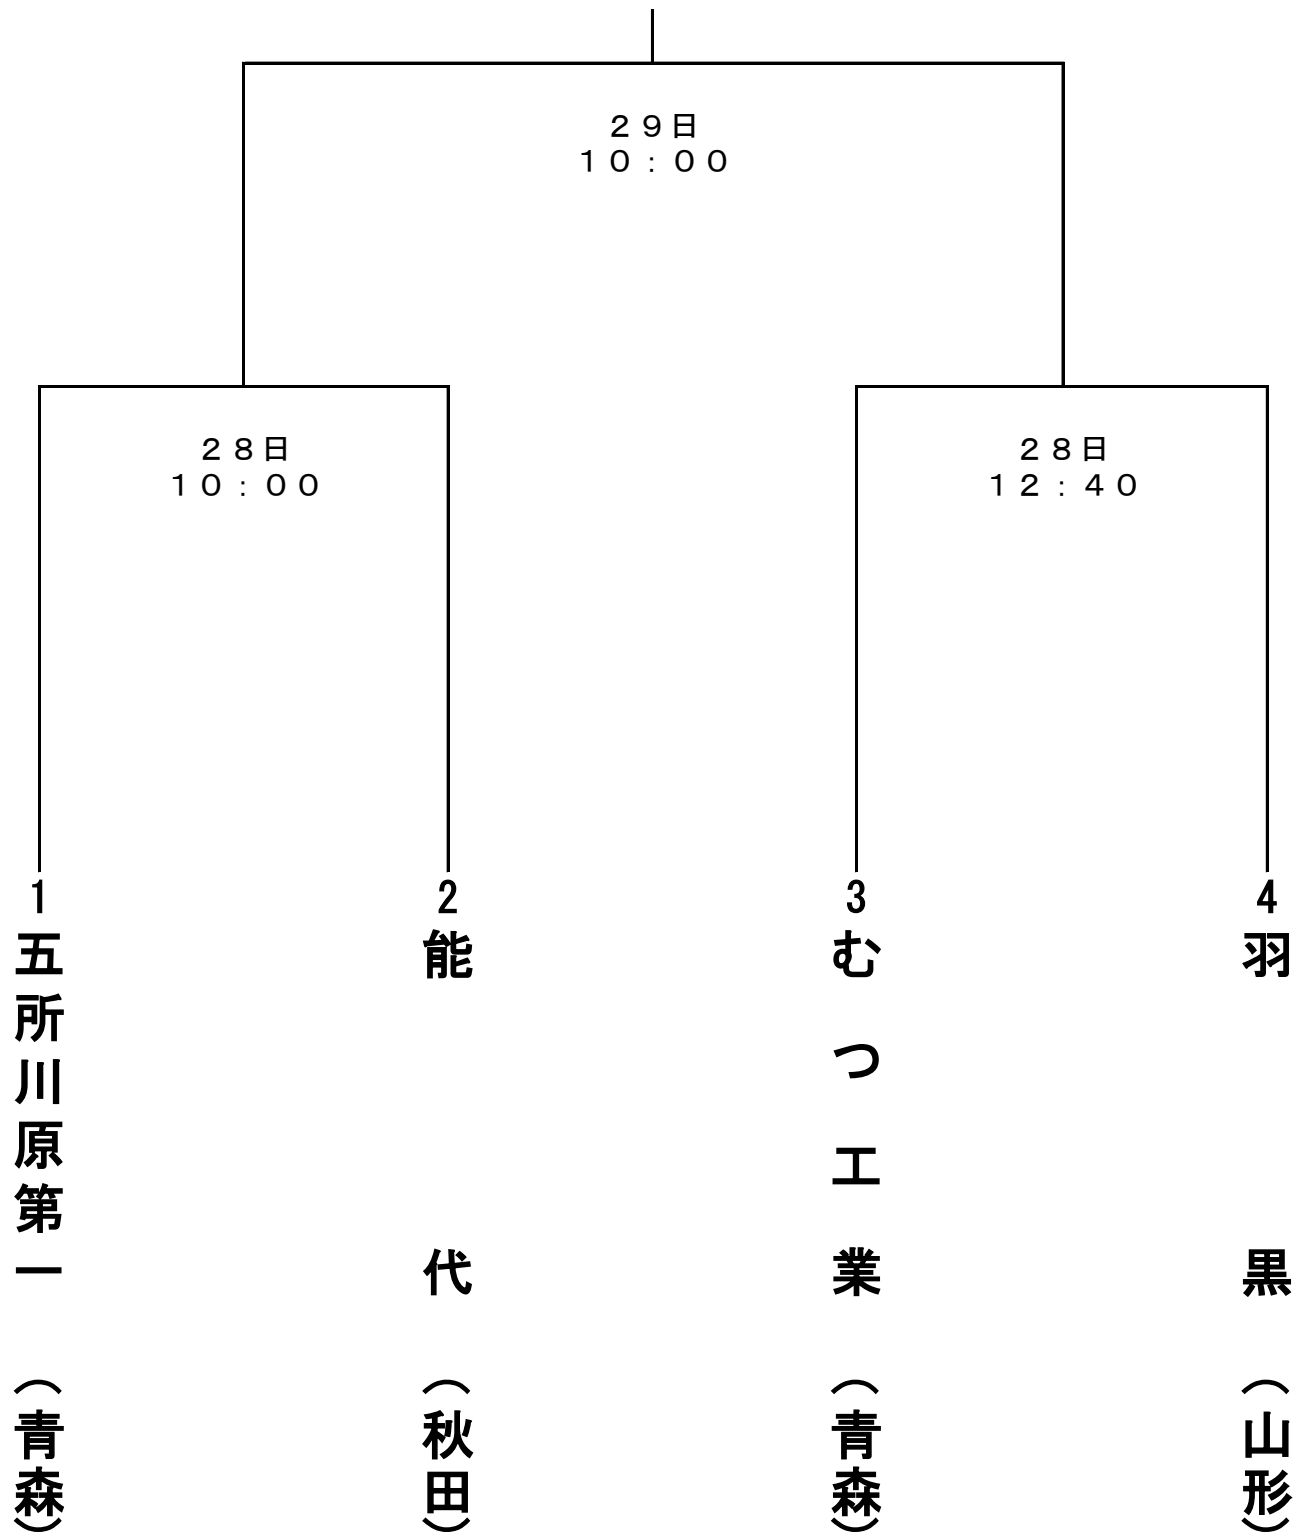 ２９日
１０：００
２８日
１０：００
２８日
１２：４０
1
五所川原第一（青森）
2
能代（秋田）
3
むつ工業（青森）
4
羽黒（山形）